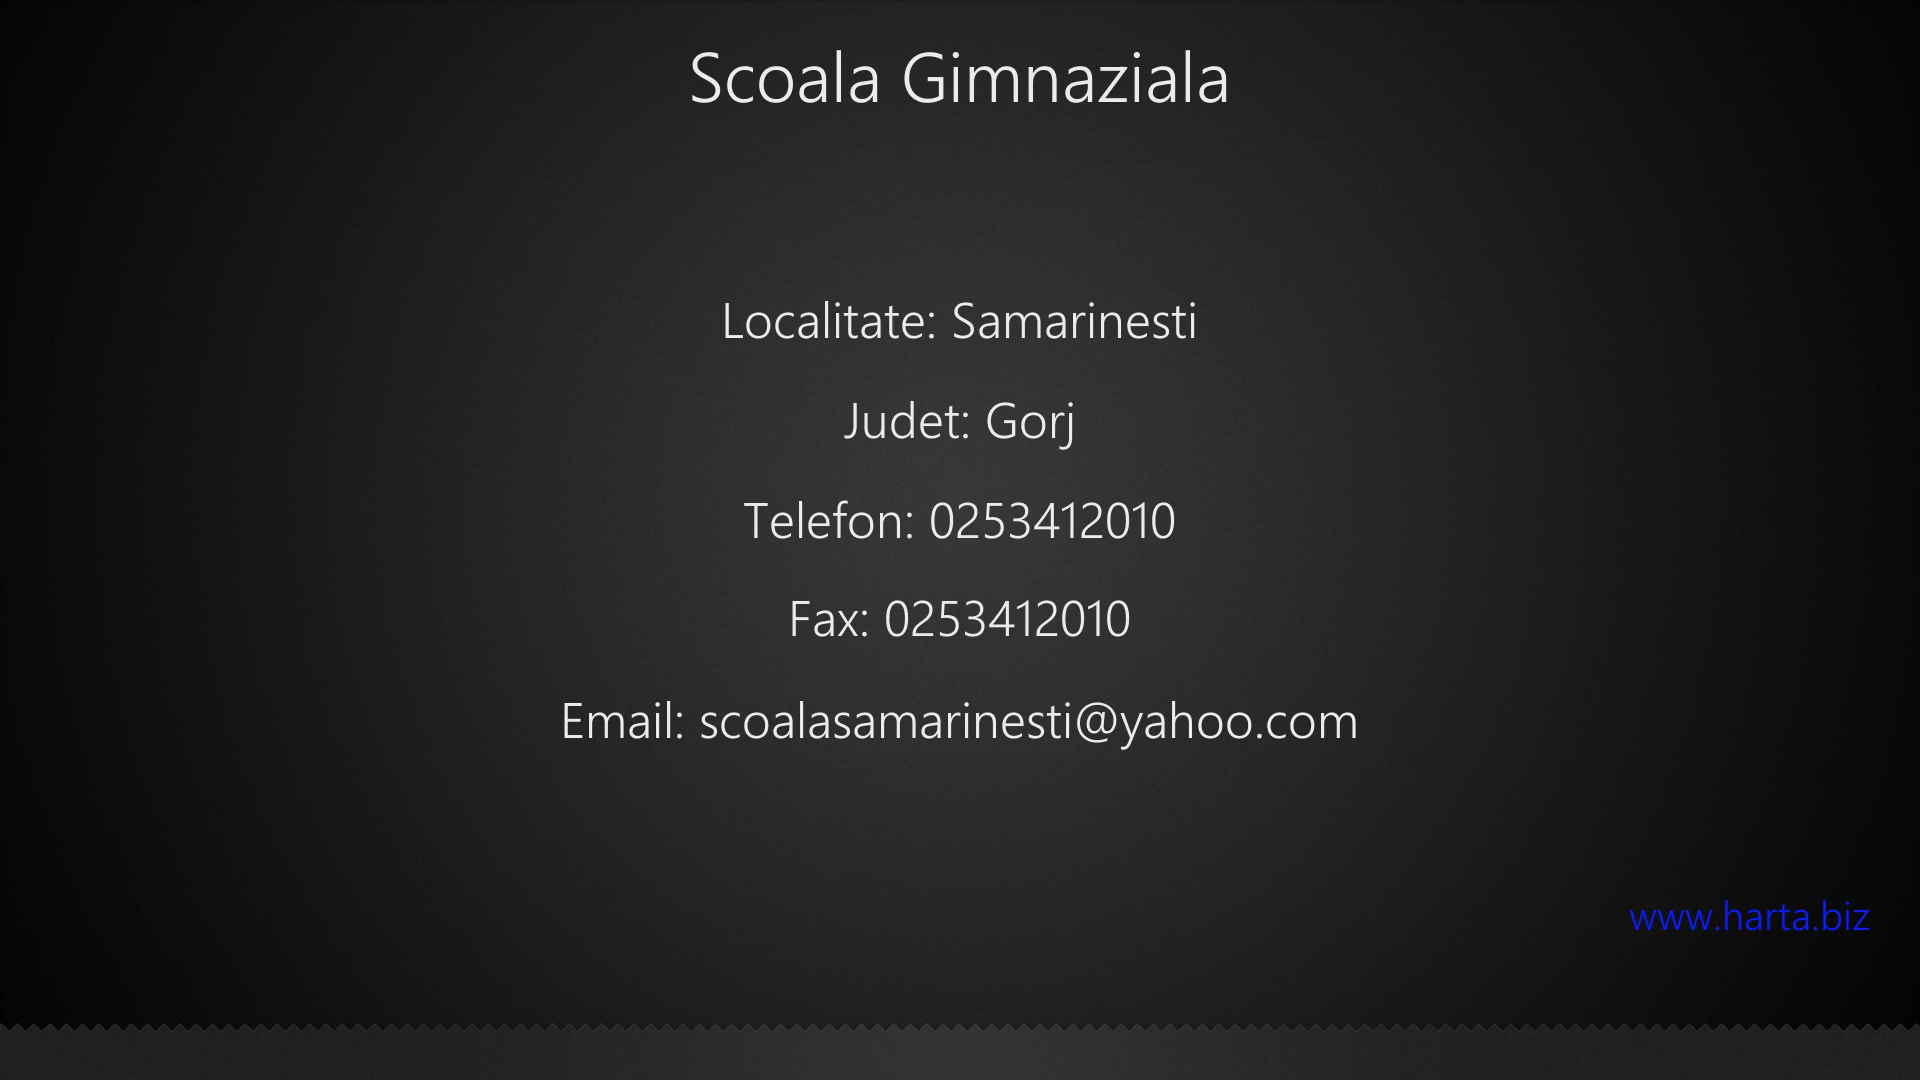 Scoala Gimnaziala
Localitate: Samarinesti
Judet: Gorj
Telefon: 0253412010
Fax: 0253412010
Email: scoalasamarinesti@yahoo.com
www.harta.biz